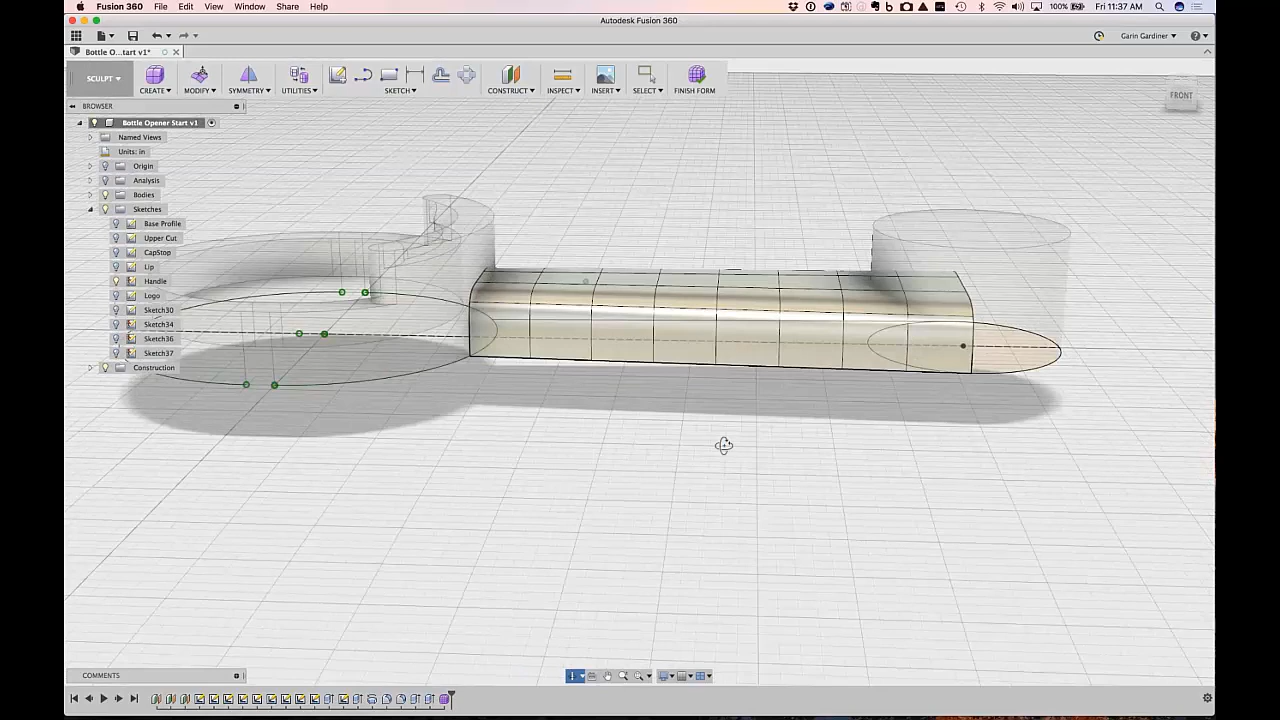 Fusion 360 File Edit View Window Share Help 100% Fri 11:37 AM
Autodesk Fusion 360
Garin Gardiner
Bottle O...tart v1*
SCULPT CREATE MODIFY SYMMETRY UTILITIES SKETCH CONSTRUCT INSPECT INSERT SELECT FINISH FORM
FRONT
BROWSER
Bottle Opener Start v1
Named Views
Units: in
Origin
Analysis
Bodies
Sketches
Base Profile
Upper Cut
CapStop
Lip
Handle
Logo
Sketch30
Sketch34
Sketch36
Sketch37
Construction
COMMENTS